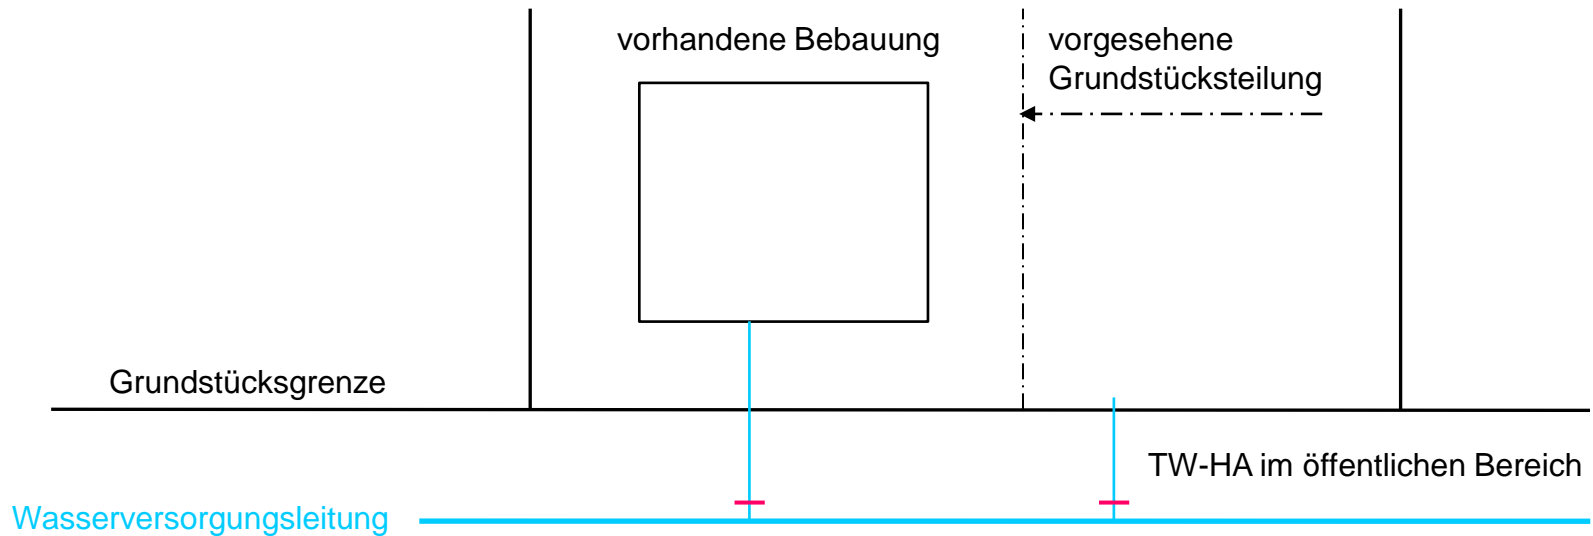 vorhandene Bebauung
vorgesehene
Grundstücksteilung
Grundstücksgrenze
TW-HA im öffentlichen Bereich
Wasserversorgungsleitung